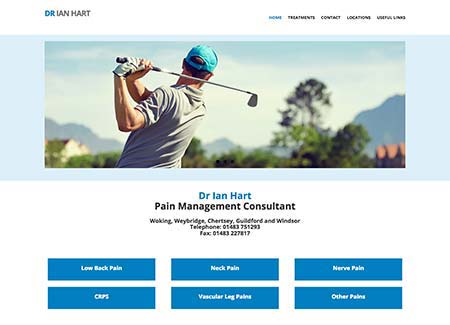 DR IAN HART
HOME TREATMENTS CONTACT LOCATIONS USEFUL LINKS
Dr Ian Hart
Pain Management Consultant
Woking, Weybridge, Chertsey, Guildford and Windsor
Telephone: 01483 751293
Fax: 01483 227817
Low Back Pain Neck Pain Nerve Pain
CRPS Vascular Leg Pains Other Pains